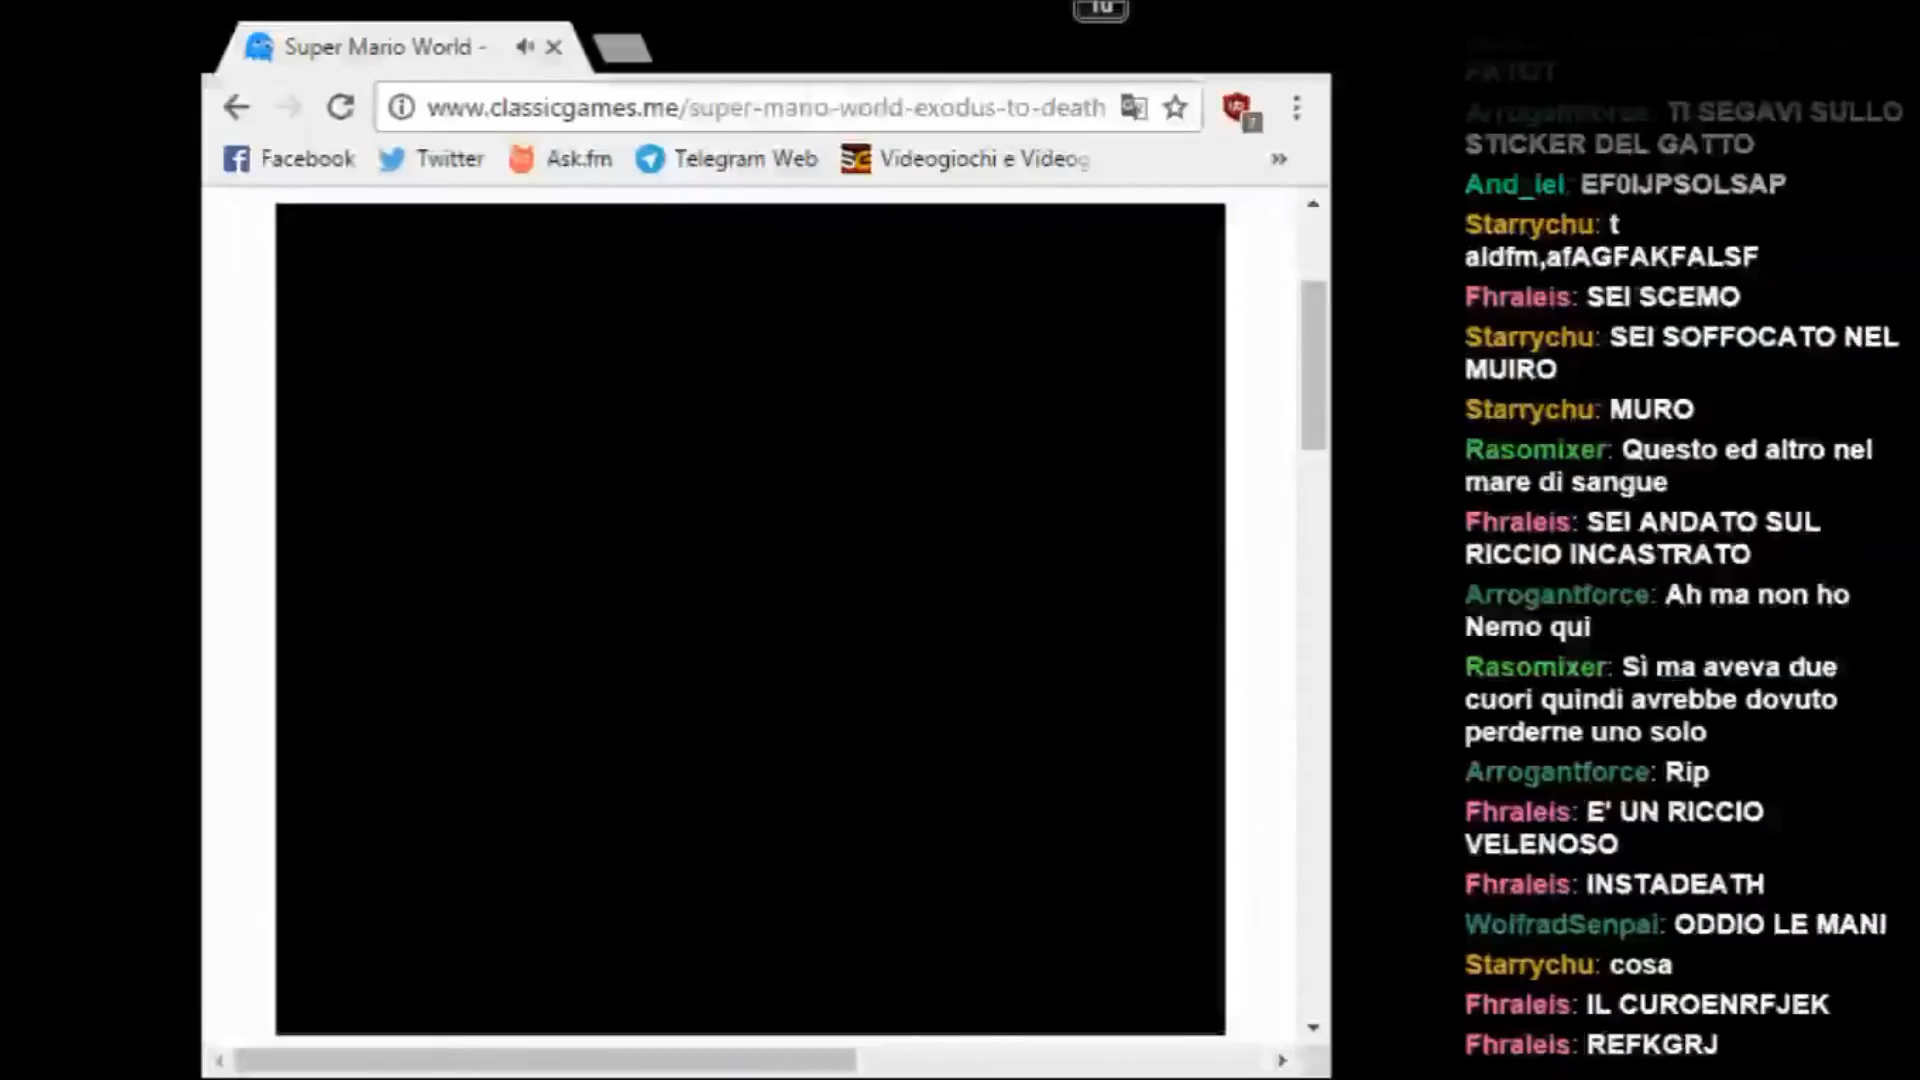 Super Mario World -
www.classicgames.me/super-mario-world-exodus-to-death
7
Facebook
Twitter
Ask.fm
Telegram Web
Videogiochi e Videog
»
Arrogantforce: TI SEGAVI SULLO
STICKER DEL GATTO
And_iel: EF0IJPSOLSAP
Starrychu: t
aldfm,afAGFAKFALSF
Fhraleis: SEI SCEMO
Starrychu: SEI SOFFOCATO NEL
MUIRO
Starrychu: MURO
Rasomixer: Questo ed altro nel
mare di sangue
Fhraleis: SEI ANDATO SUL
RICCIO INCASTRATO
Arrogantforce: Ah ma non ho
Nemo qui
Rasomixer: Sì ma aveva due
cuori quindi avrebbe dovuto
perderne uno solo
Arrogantforce: Rip
Fhraleis: E' UN RICCIO
VELENOSO
Fhraleis: INSTADEATH
WolfradSenpai: ODDIO LE MANI
Starrychu: cosa
Fhraleis: IL CUROENRFJEK
Fhraleis: REFKGRJ